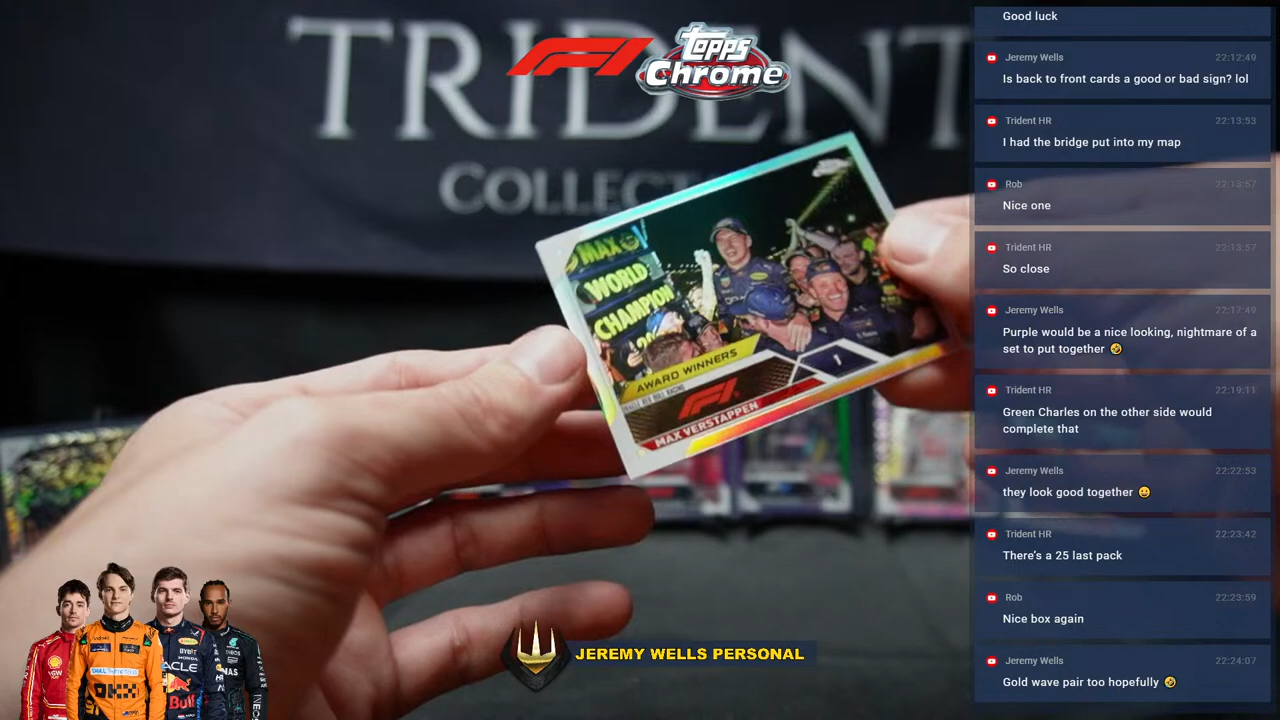 TRIDENT
COLLECT
F1
TOPPS
Chrome
MAX
WORLD
CHAMPION
AWARD WINNERS
ORACLE RED BULL RACING
F1
1
MAX VERSTAPPEN
JEREMY WELLS PERSONAL
Good luck
Jeremy Wells 22:12:49
Is back to front cards a good or bad sign? lol
Trident HR 22:13:53
I had the bridge put into my map
Rob 22:13:57
Nice one
Trident HR 22:13:57
So close
Jeremy Wells 22:17:49
Purple would be a nice looking, nightmare of a
set to put together 🤣
Trident HR 22:19:11
Green Charles on the other side would
complete that
Jeremy Wells 22:22:53
they look good together 😀
Trident HR 22:23:42
There's a 25 last pack
Rob 22:23:59
Nice box again
Jeremy Wells 22:24:07
Gold wave pair too hopefully 🤣